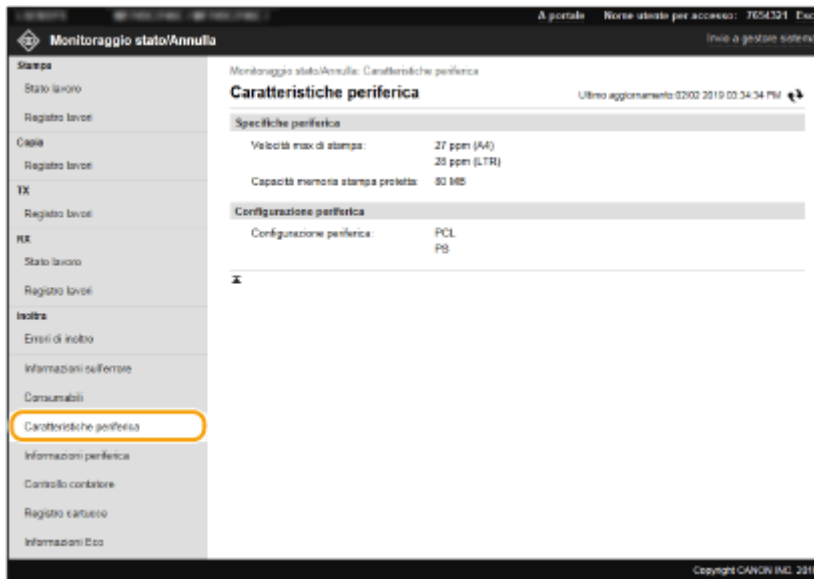 A portale Nome utente per accesso: 7654321
Monitoraggio stato/Annulla
Invio a gestore sistema
Stampa
Stato lavoro
Registro lavori
Copia
Registro lavori
TX
Registro lavori
RX
Stato lavoro
Registro lavori
Inoltra
Errori di inoltro
Informazioni sull'errore
Consumabili
Caratteristiche periferica
Informazioni periferica
Controllo contatore
Registro cartucce
Informazioni Eco
Monitoraggio stato/Annulla: Caratteristiche periferica
Caratteristiche periferica
Ultimo aggiornamento 02/02 2019 03:34:34 PM
Specifiche periferica
Velocità max di stampa: 27 ppm (A4)
28 ppm (LTR)
Capacità memoria stampa protetta: 80 MB
Configurazione periferica
Configurazione periferica: PCL
PS
Copyright CANON INC.